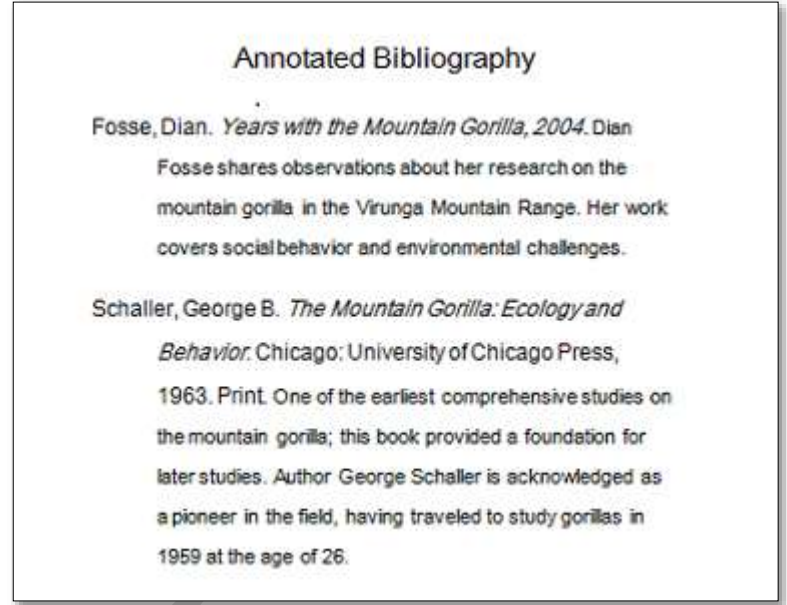 Annotated Bibliography
Fosse, Dian. Years with the Mountain Gorilla, 2004. Dian
Fosse shares observations about her research on the
mountain gorilla in the Virunga Mountain Range. Her work
covers social behavior and environmental challenges.
Schaller, George B. The Mountain Gorilla: Ecology and
Behavior. Chicago: University of Chicago Press,
1963. Print. One of the earliest comprehensive studies on
the mountain gorilla; this book provided a foundation for
later studies. Author George Schaller is acknowledged as
a pioneer in the field, having traveled to study gorillas in
1959 at the age of 26.